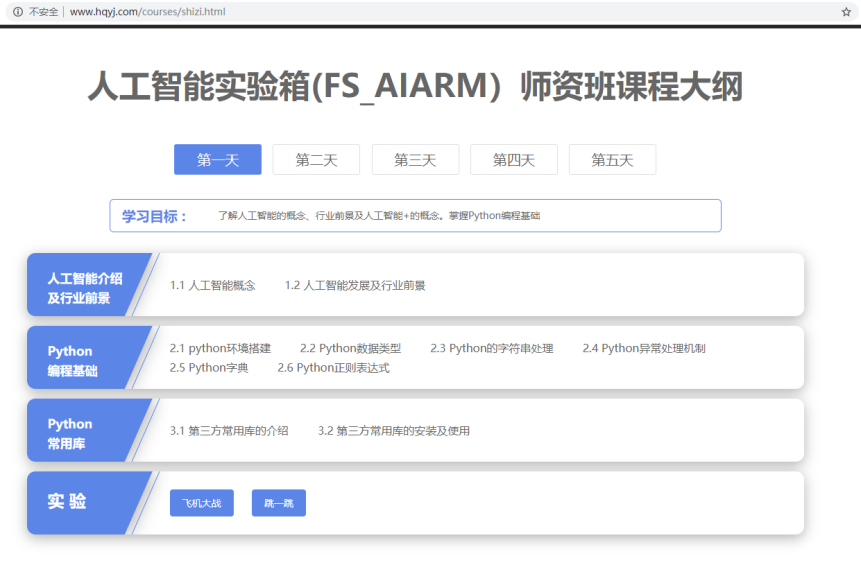 不安全 | www.hqyj.com/courses/shizi.html
人工智能实验箱(FS_AIARM）师资班课程大纲
第一天 第二天 第三天 第四天 第五天
学习目标： 了解人工智能的概念、行业前景及人工智能+的概念。掌握Python编程基础
人工智能介绍
及行业前景
1.1 人工智能概念 1.2 人工智能发展及行业前景
Python
编程基础
2.1 python环境搭建 2.2 Python数据类型 2.3 Python的字符串处理 2.4 Python异常处理机制
2.5 Python字典 2.6 Python正则表达式
Python
常用库
3.1 第三方常用库的介绍 3.2 第三方常用库的安装及使用
实 验
飞机大战 跳一跳